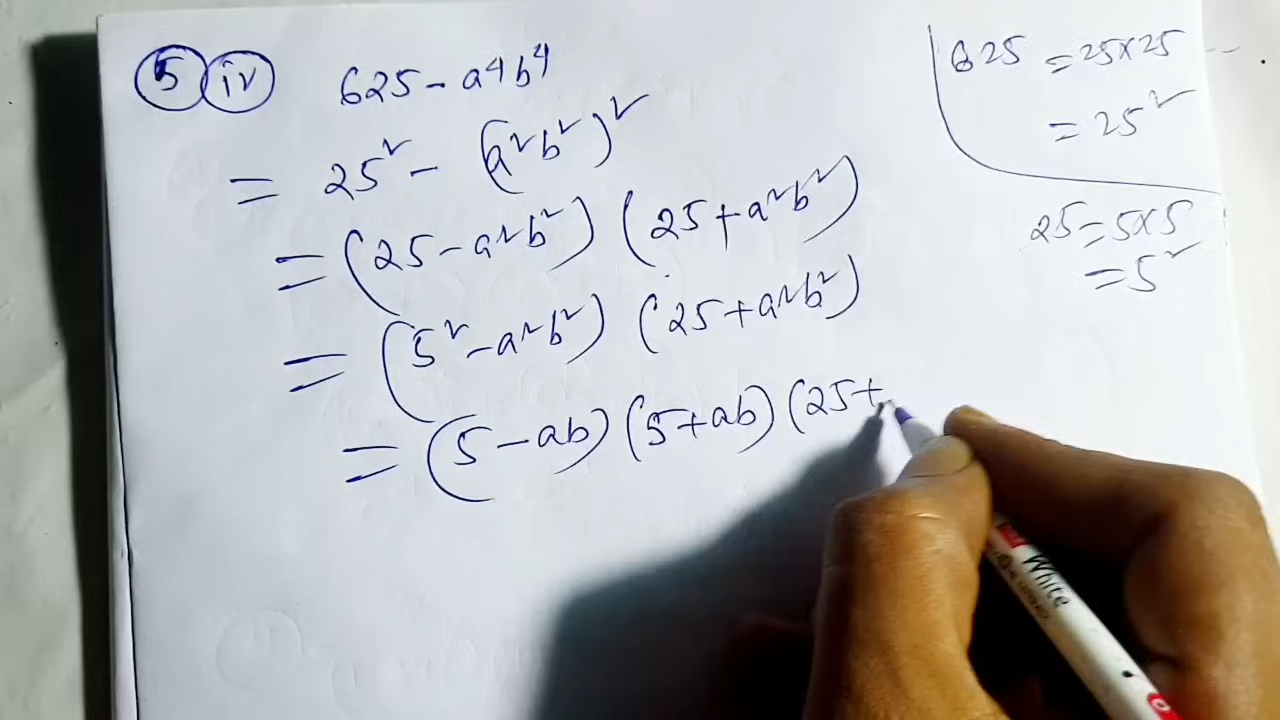 5 iv 625 - a⁴b⁴
= 25² - (a²b²)²
= (25 - a²b²) (25 + a²b²)
= (5² - a²b²) (25 + a²b²)
= (5 - ab) (5 + ab) (25 +
625 = 25 × 25
= 25²
25 = 5 × 5
= 5²
White